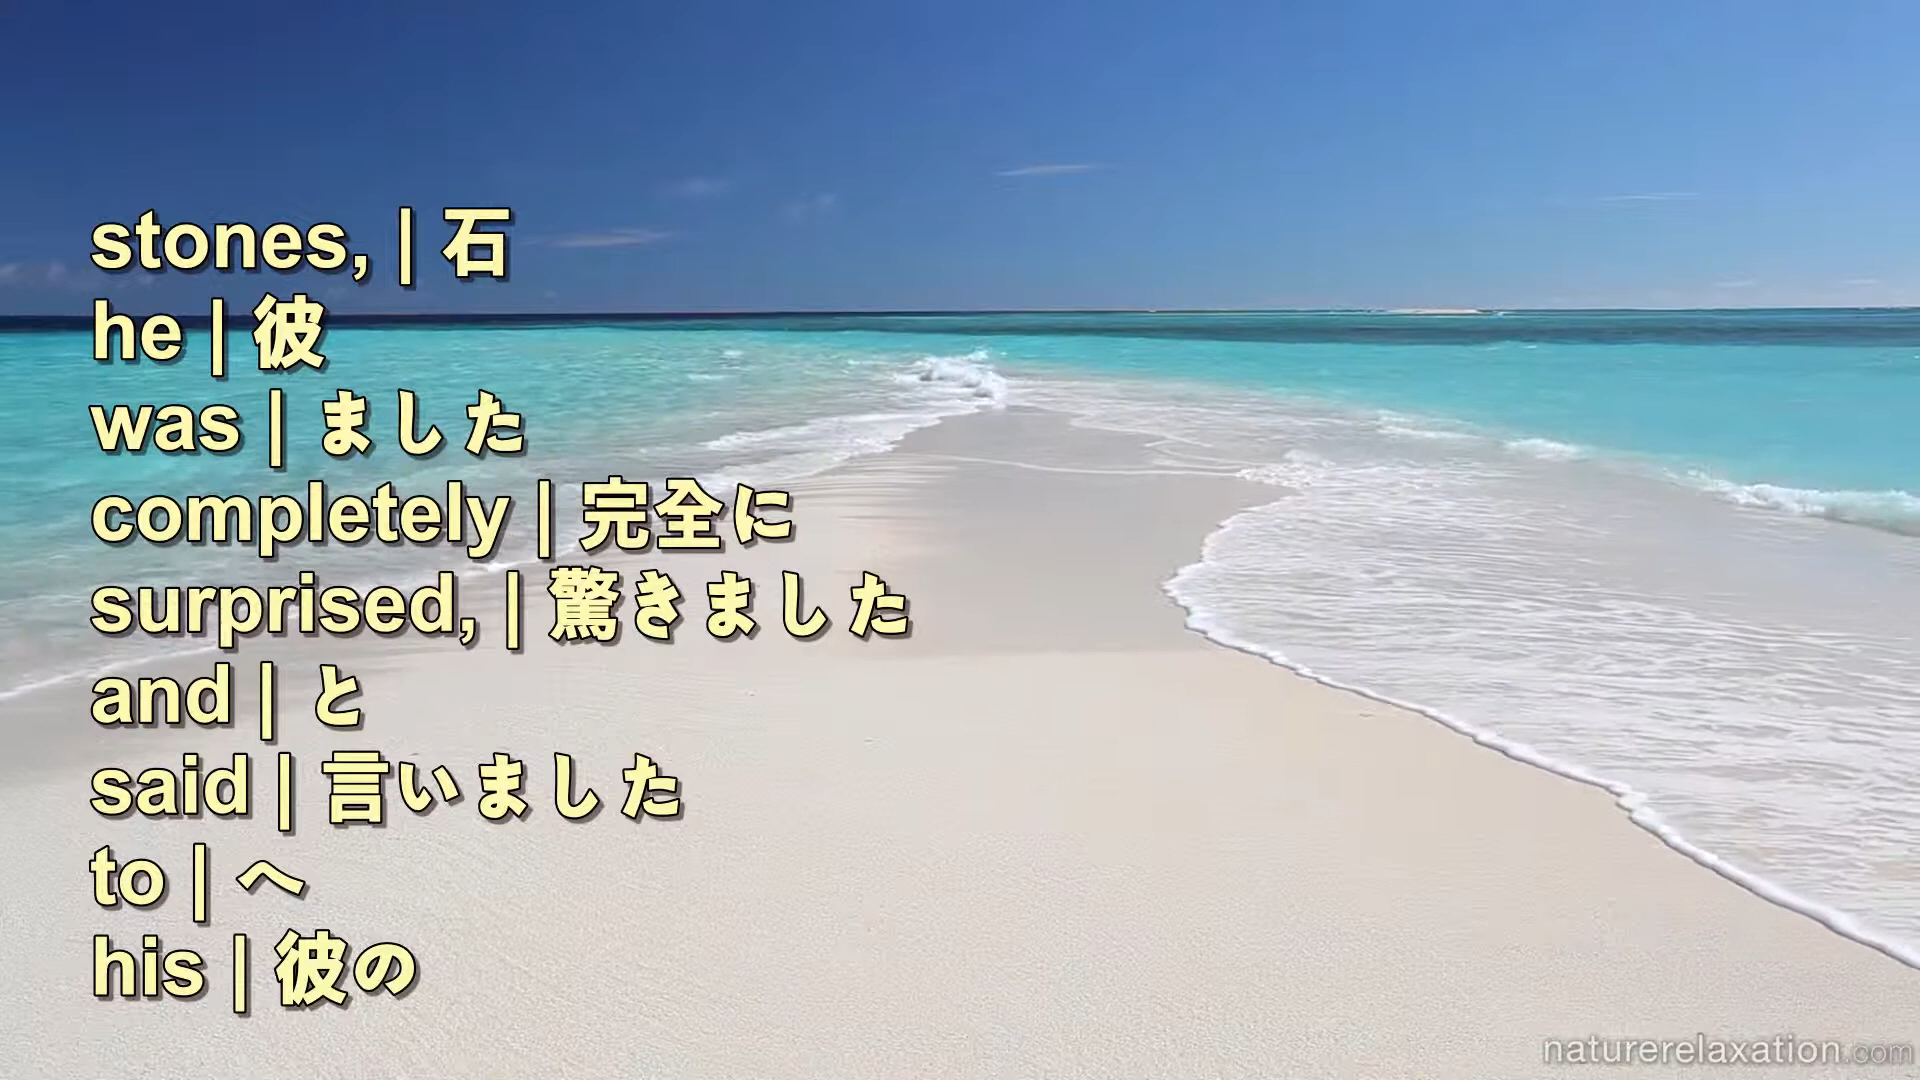 stones, | 石
he | 彼
was | ました
completely | 完全に
surprised, | 驚きました
and | と
said | 言いました
to | へ
his | 彼の
naturerelaxation.com